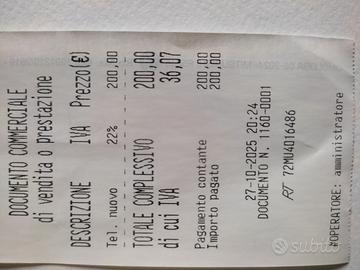 DOCUMENTO COMMERCIALE
di vendita o prestazione
DESCRIZIONE IVA Prezzo(€)
Tel. nuovo 22% 200,00
TOTALE COMPLESSIVO 200,00
di cui IVA 36,07
Pagamento contante 200,00
Importo pagato 200,00
27-10-2025 20:24
DOCUMENTO N. 1160-0001
RT 72MU4016486
OPERATORE: amministratore
subito